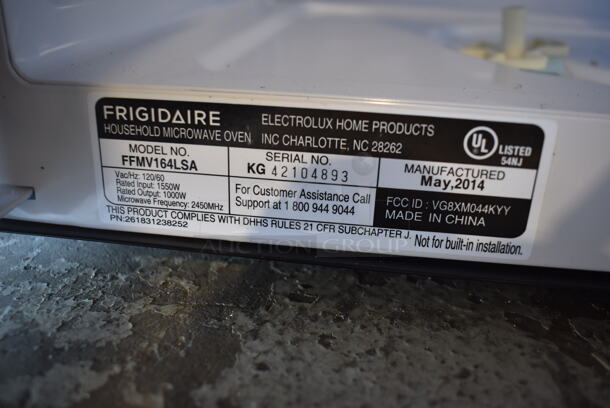 FRIGIDAIRE
HOUSEHOLD MICROWAVE OVEN
ELECTROLUX HOME PRODUCTS
INC CHARLOTTE, NC 28262
UL LISTED
54NJ
MODEL NO.
FFMV164LSA
SERIAL NO.
KG 42104893
MANUFACTURED
May,2014
Vac/Hz: 120/60
Rated Input: 1550W
Rated Output: 1000W
Microwave Frequency: 2450MHz
For Customer Assistance Call
Support at 1 800 944 9044
FCC ID : VG8XM044KYY
MADE IN CHINA
THIS PRODUCT COMPLIES WITH DHHS RULES 21 CFR SUBCHAPTER J.
Not for built-in installation.
PN:261831238252
AUCTION GROUP